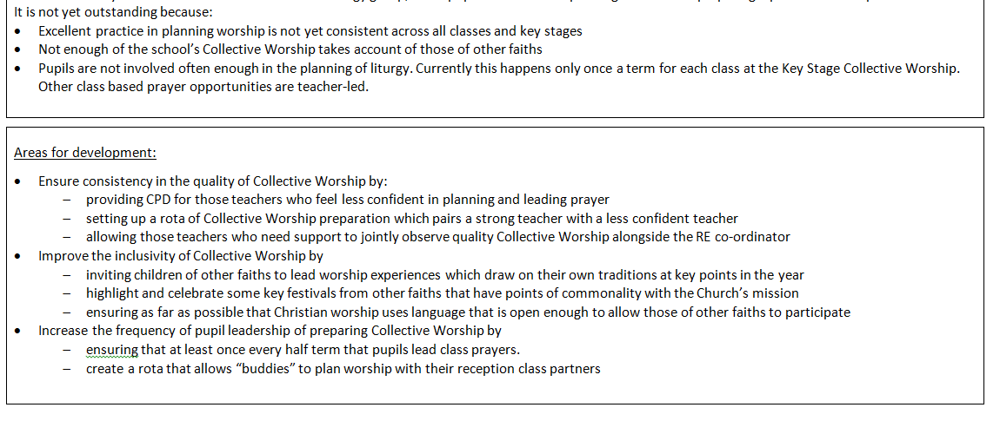 It is not yet outstanding because:
• Excellent practice in planning worship is not yet consistent across all classes and key stages
• Not enough of the school's Collective Worship takes account of those of other faiths
• Pupils are not involved often enough in the planning of liturgy. Currently this happens only once a term for each class at the Key Stage Collective Worship.
Other class based prayer opportunities are teacher-led.
Areas for development:
• Ensure consistency in the quality of Collective Worship by:
– providing CPD for those teachers who feel less confident in planning and leading prayer
– setting up a rota of Collective Worship preparation which pairs a strong teacher with a less confident teacher
– allowing those teachers who need support to jointly observe quality Collective Worship alongside the RE co-ordinator
• Improve the inclusivity of Collective Worship by
– inviting children of other faiths to lead worship experiences which draw on their own traditions at key points in the year
– highlight and celebrate some key festivals from other faiths that have points of commonality with the Church's mission
– ensuring as far as possible that Christian worship uses language that is open enough to allow those of other faiths to participate
• Increase the frequency of pupil leadership of preparing Collective Worship by
– ensuring that at least once every half term that pupils lead class prayers.
– create a rota that allows “buddies” to plan worship with their reception class partners